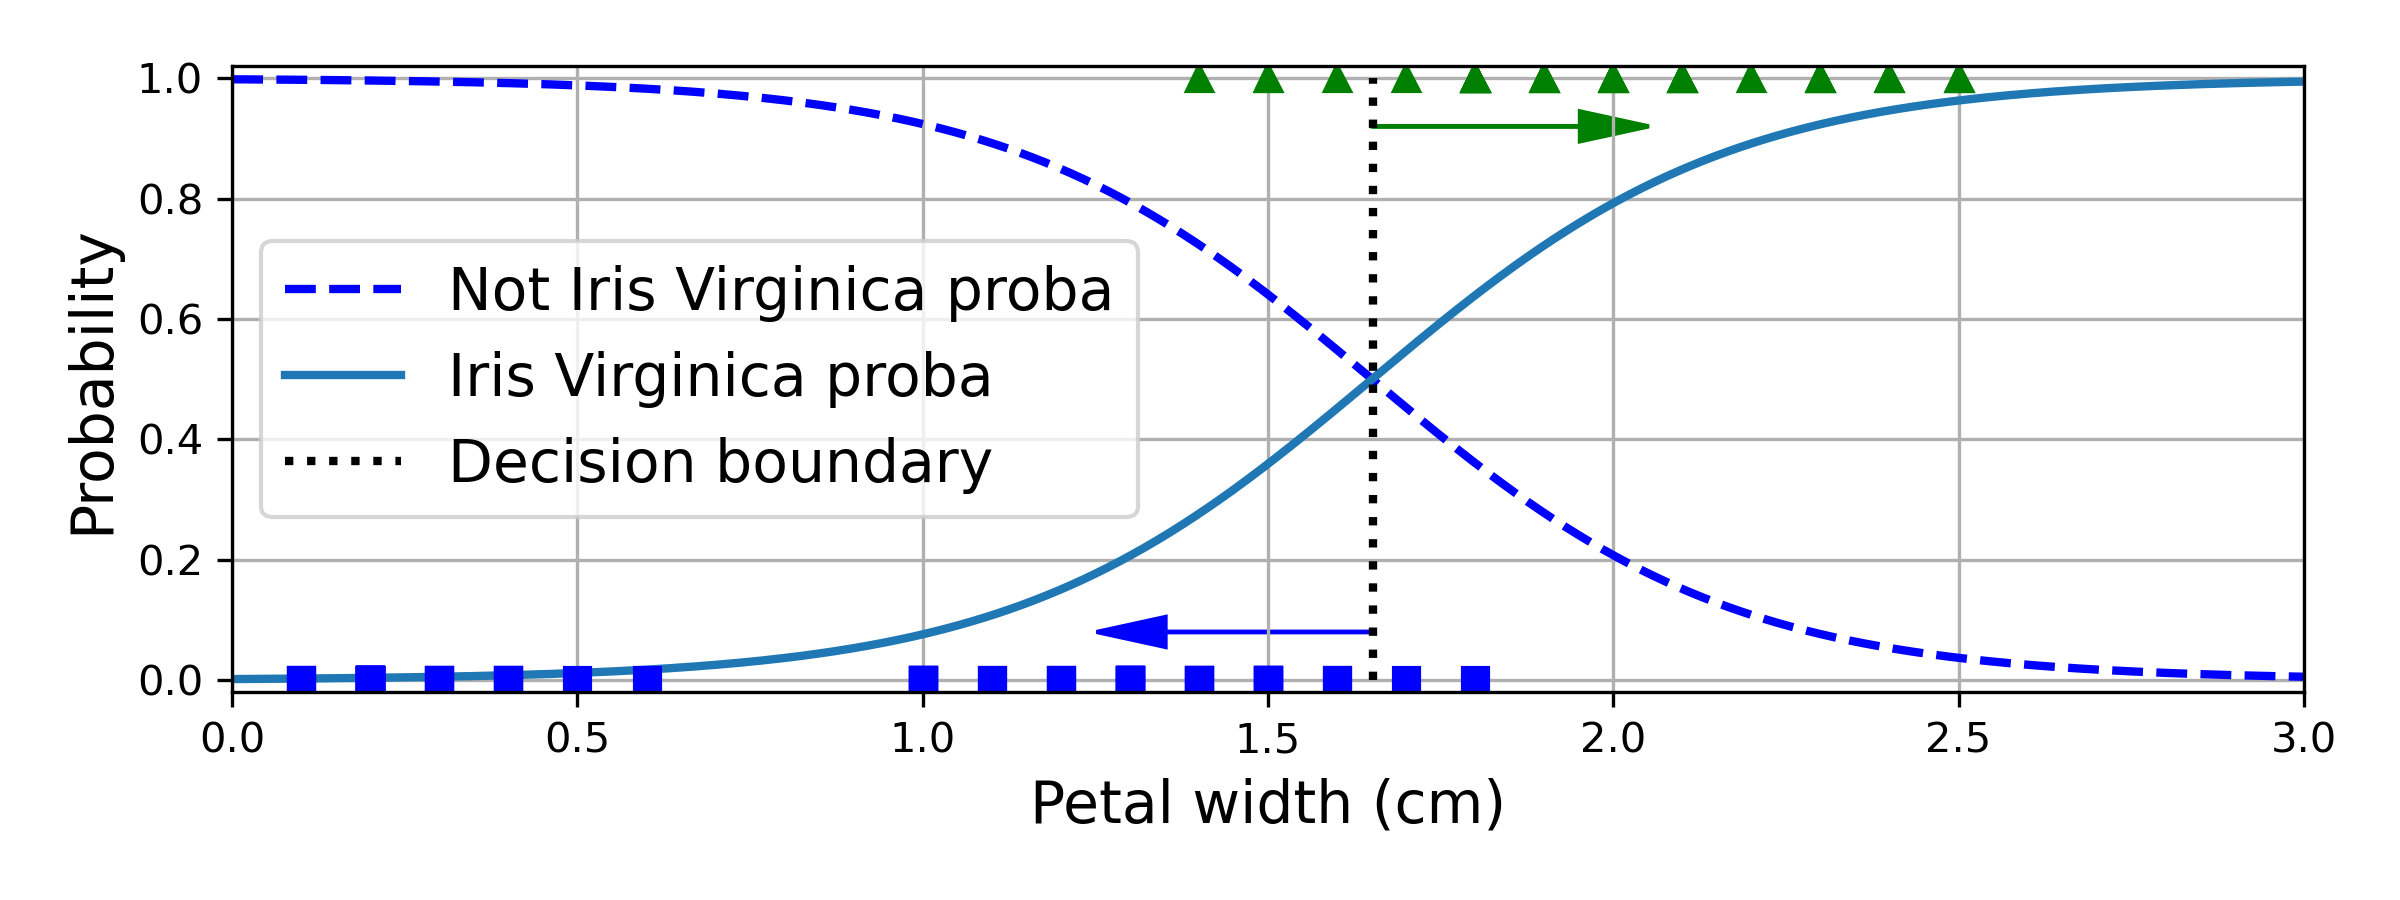 1.0
0.8
0.6
0.4
0.2
0.0
Probability
Not Iris Virginica proba
Iris Virginica proba
Decision boundary
0.0 0.5 1.0 1.5 2.0 2.5 3.0
Petal width (cm)